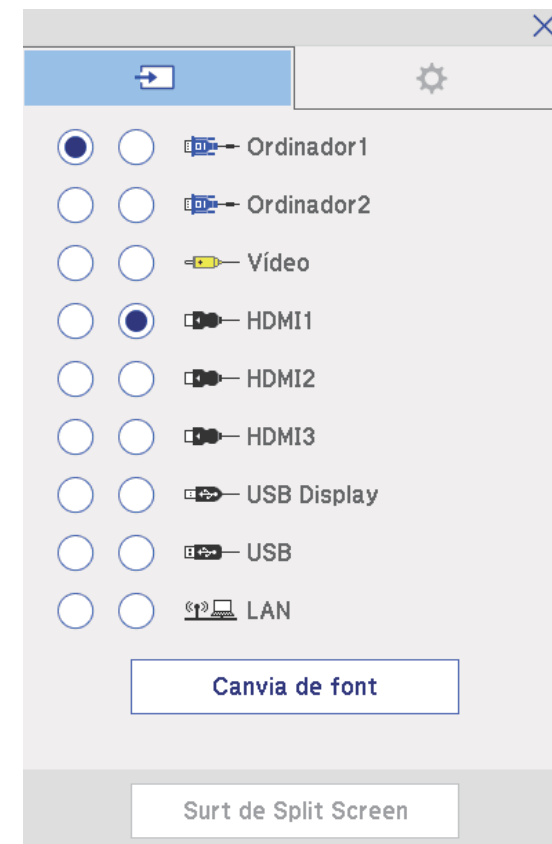 Ordinador1
Ordinador2
Vídeo
HDMI1
HDMI2
HDMI3
USB Display
USB
LAN
Canvia de font
Surt de Split Screen